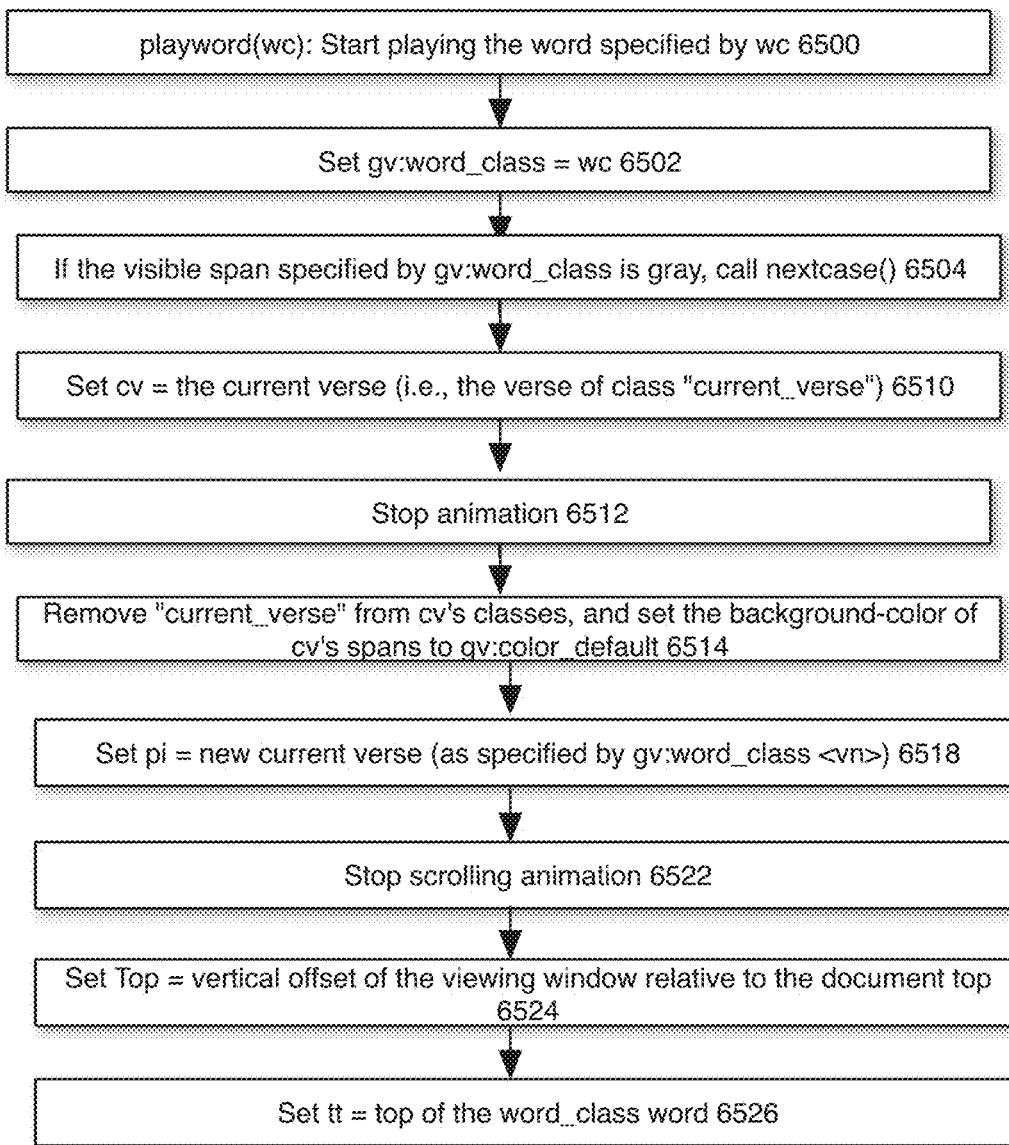 playword(wc): Start playing the word specified by wc 6500
Set gv:word_class = wc 6502
If the visible span specified by gv:word_class is gray, call nextcase() 6504
Set cv = the current verse (i.e., the verse of class "current_verse") 6510
Stop animation 6512
Remove "current_verse" from cv's classes, and set the background-color of
cv's spans to gv:color_default 6514
Set pi = new current verse (as specified by gv:word_class <vn>) 6518
Stop scrolling animation 6522
Set Top = vertical offset of the viewing window relative to the document top
6524
Set tt = top of the word_class word 6526